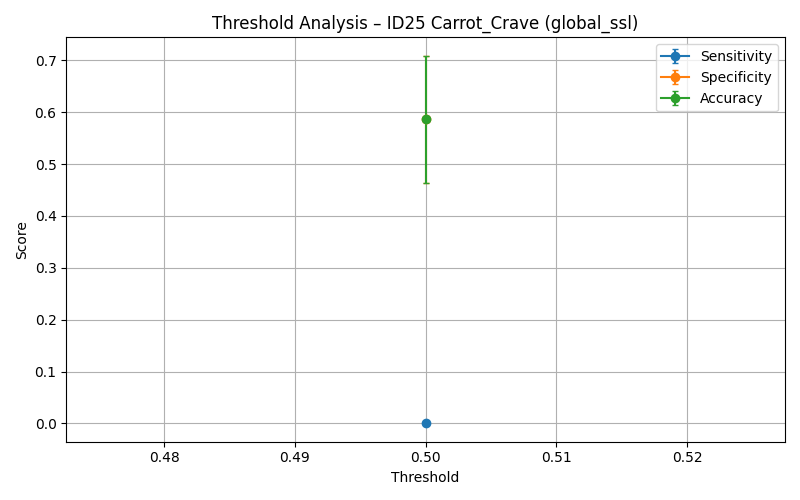 Threshold Analysis – ID25 Carrot_Crave (global_ssl)
Sensitivity
Specificity
Accuracy
Score
0.7
0.6
0.5
0.4
0.3
0.2
0.1
0.0
0.48 0.49 0.50 0.51 0.52
Threshold